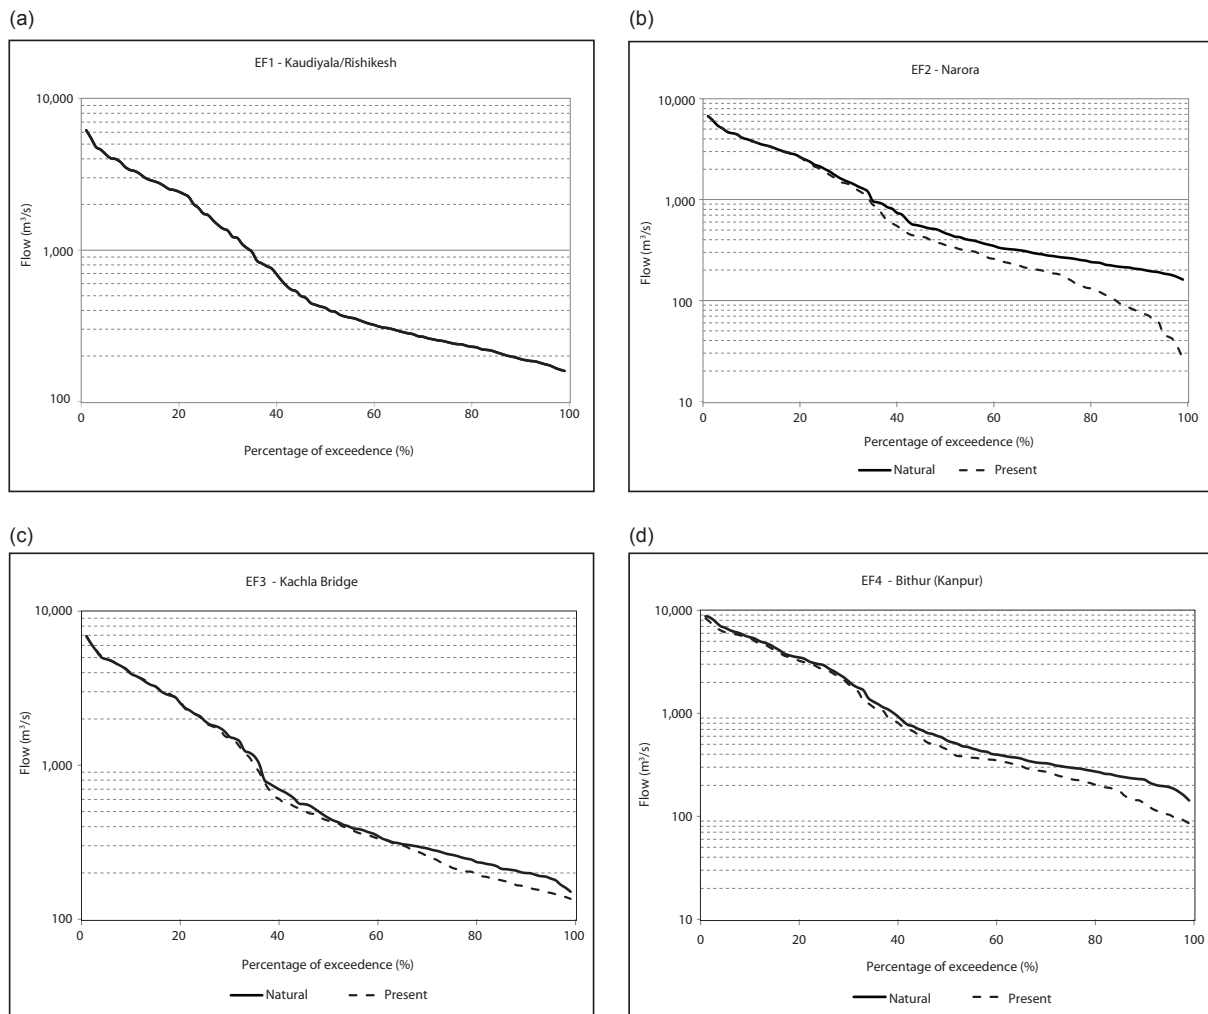 (a)
EF1 - Kaudiyala/Rishikesh
10,000
1,000
100
Flow (m³/s)
0 20 40 60 80 100
Percentage of exceedence (%)
(b)
EF2 - Narora
10,000
1,000
100
10
Flow (m³/s)
0 20 40 60 80 100
Percentage of exceedence (%)
Natural Present
(c)
EF3 - Kachla Bridge
10,000
1,000
100
Flow (m³/s)
0 20 40 60 80 100
Percentage of exceedence (%)
Natural Present
(d)
EF4 - Bithur (Kanpur)
10,000
1,000
100
10
Flow (m³/s)
0 20 40 60 80 100
Percentage of exceedence (%)
Natural Present